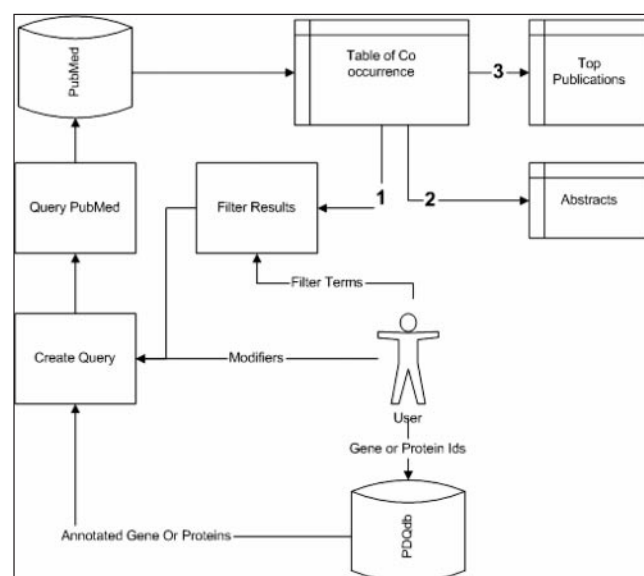 PubMed
Table of Co
occurrence
3
Top
Publications
1
2
Query PubMed
Filter Results
Abstracts
Filter Terms
Create Query
Modifiers
User
Gene or Protein Ids
Annotated Gene Or Proteins
PDQdb